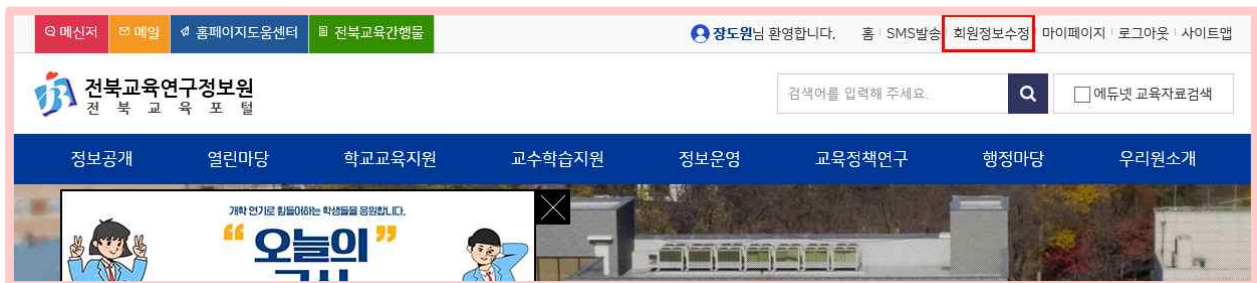 메신저 메일 홈페이지도움센터 전북교육간행물 장도원님 환영합니다. 홈 SMS발송 회원정보수정 마이페이지 로그아웃 사이트맵
전북교육연구정보원
전북교육포털
검색어를 입력해 주세요. 에듀넷 교육자료검색
정보공개 열린마당 학교교육지원 교수학습지원 정보운영 교육정책연구 행정마당 우리원소개
개학 연기로 힘들어하는 학생들을 응원합니다.
“ 오늘의 ”